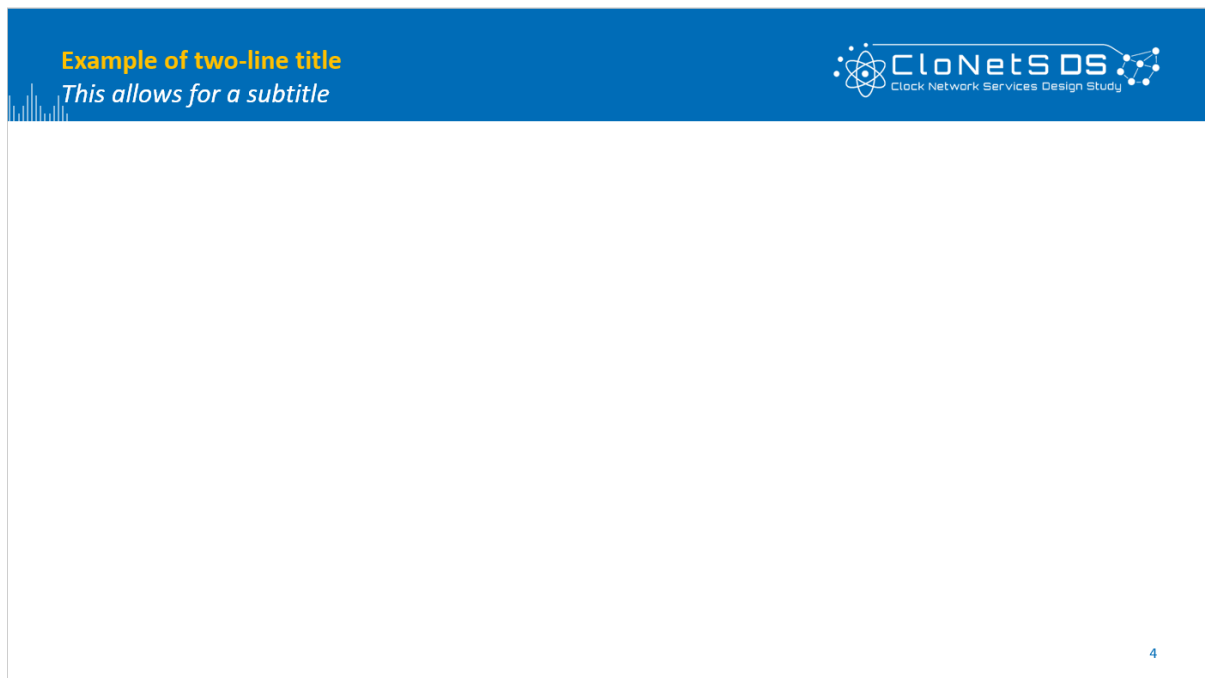 Example of two-line title
This allows for a subtitle
CloNetS DS
Clock Network Services Design Study
4